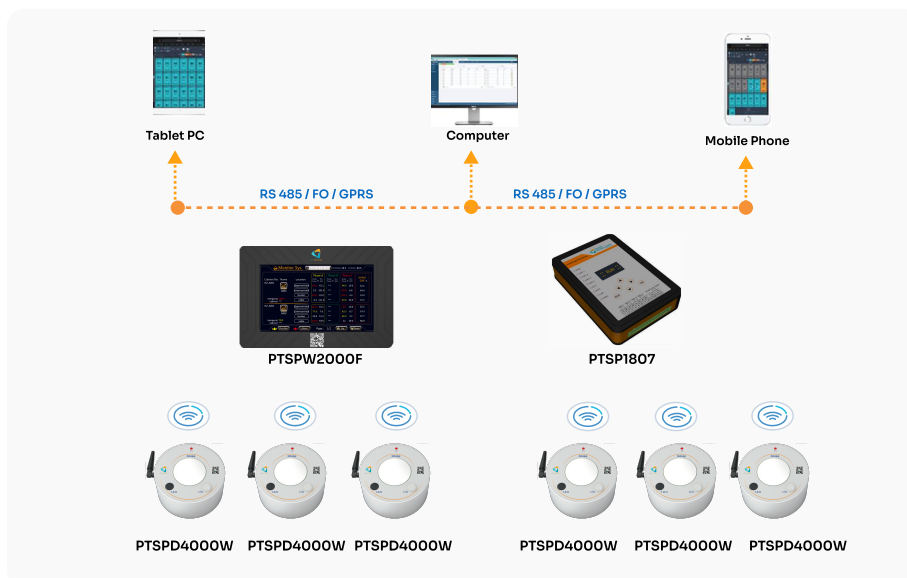 Tablet PC
Computer
Mobile Phone
RS 485 / FO / GPRS
RS 485 / FO / GPRS
PTSPW2000F
PTSP1807
PTSPD4000W
PTSPD4000W
PTSPD4000W
PTSPD4000W
PTSPD4000W
PTSPD4000W